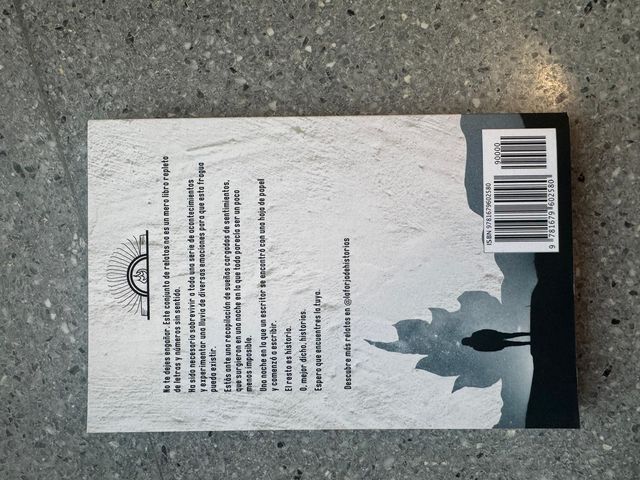 No te dejes engañar. Este conjunto de relatos no es un mero libro repleto
de letras y números sin sentido.
Ha sido necesario sobrevivir a toda una serie de acontecimientos
y experimentar una lluvia de diversas emociones para que esta fragua
pueda existir.
Estás ante una recopilación de sueños cargados de sentimientos,
que surgieron en una noche en la que todo parecía ser un poco
menos imposible.
Una noche en la que un escritor se encontró con una hoja de papel
y comenzó a escribir.
El resto es historia.
O, mejor dicho, historias.
Espero que encuentres la tuya.
Descubre más relatos en @laforjadehistorias
ISBN 9781679602580
90000
9 781679 602580